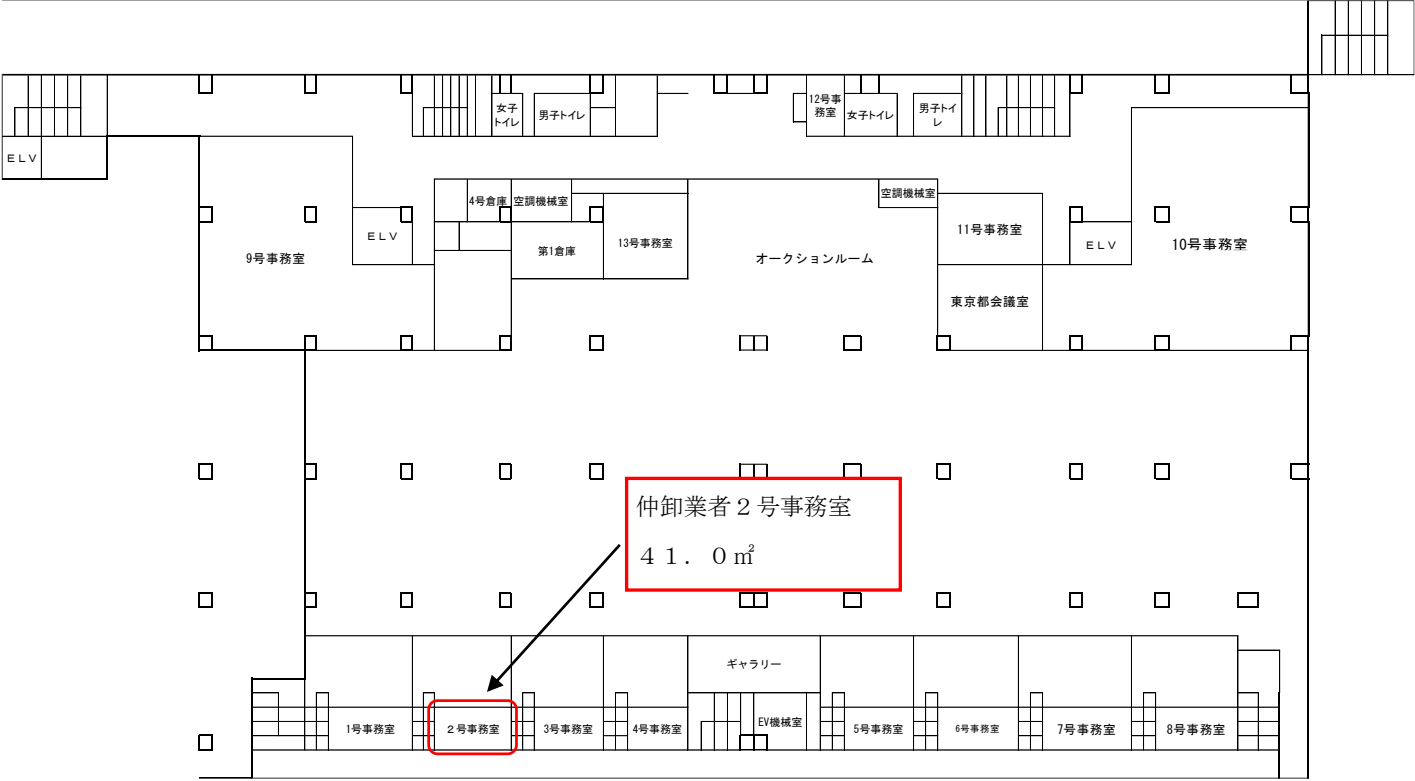 12号事
務室
女子
トイレ
男子トイレ
女子トイレ
男子トイ
レ
ＥＬＶ
4号倉庫
空調機械室
空調機械室
ＥＬＶ
第1倉庫
13号事務室
11号事務室
ＥＬＶ
10号事務室
9号事務室
オークションルーム
東京都会議室
仲卸業者２号事務室
４１．０㎡
ギャラリー
1号事務室
２号事務室
3号事務室
4号事務室
EV機械室
5号事務室
6号事務室
7号事務室
8号事務室